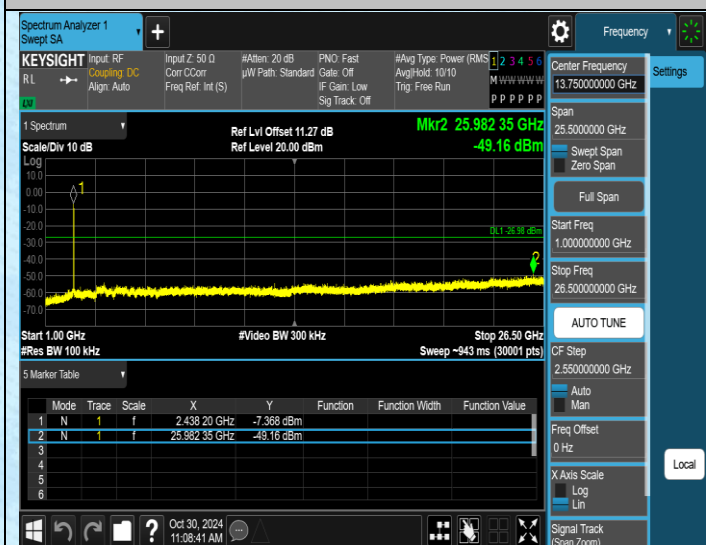 Spectrum Analyzer 1
Swept SA
Frequency
KEYSIGHT
RL
LW
Input: RF
Coupling: DC
Align: Auto
Input Z: 50 Ω
Corr CCorr
Freq Ref: Int (S)
#Atten: 20 dB
µW Path: Standard
PNO: Fast
Gate: Off
IF Gain: Low
Sig Track: Off
#Avg Type: Power (RMS
Avg|Hold: 10/10
Trig: Free Run
1 2 3 4 5 6
M W W W W W
P P P P P P
1 Spectrum
Scale/Div 10 dB
Ref Lvl Offset 11.27 dB
Ref Level 20.00 dBm
Mkr2 25.982 35 GHz
-49.16 dBm
Log
10.0
0.00
-10.0
-20.0
-30.0
-40.0
-50.0
-60.0
-70.0
1
2
DL1 -26.98 dBm
Start 1.00 GHz
#Res BW 100 kHz
#Video BW 300 kHz
Stop 26.50 GHz
Sweep ~943 ms (30001 pts)
5 Marker Table
Mode Trace Scale X Y Function Function Width Function Value
1 N 1 f 2.438 20 GHz -7.368 dBm
2 N 1 f 25.982 35 GHz -49.16 dBm
3
4
5
6
Oct 30, 2024
11:08:41 AM
Center Frequency
13.750000000 GHz
Span
25.5000000 GHz
Swept Span
Zero Span
Full Span
Start Freq
1.000000000 GHz
Stop Freq
26.500000000 GHz
AUTO TUNE
CF Step
2.550000000 GHz
Auto
Man
Freq Offset
0 Hz
X Axis Scale
Log
Lin
Signal Track
(Span Zoom)
Settings
Local